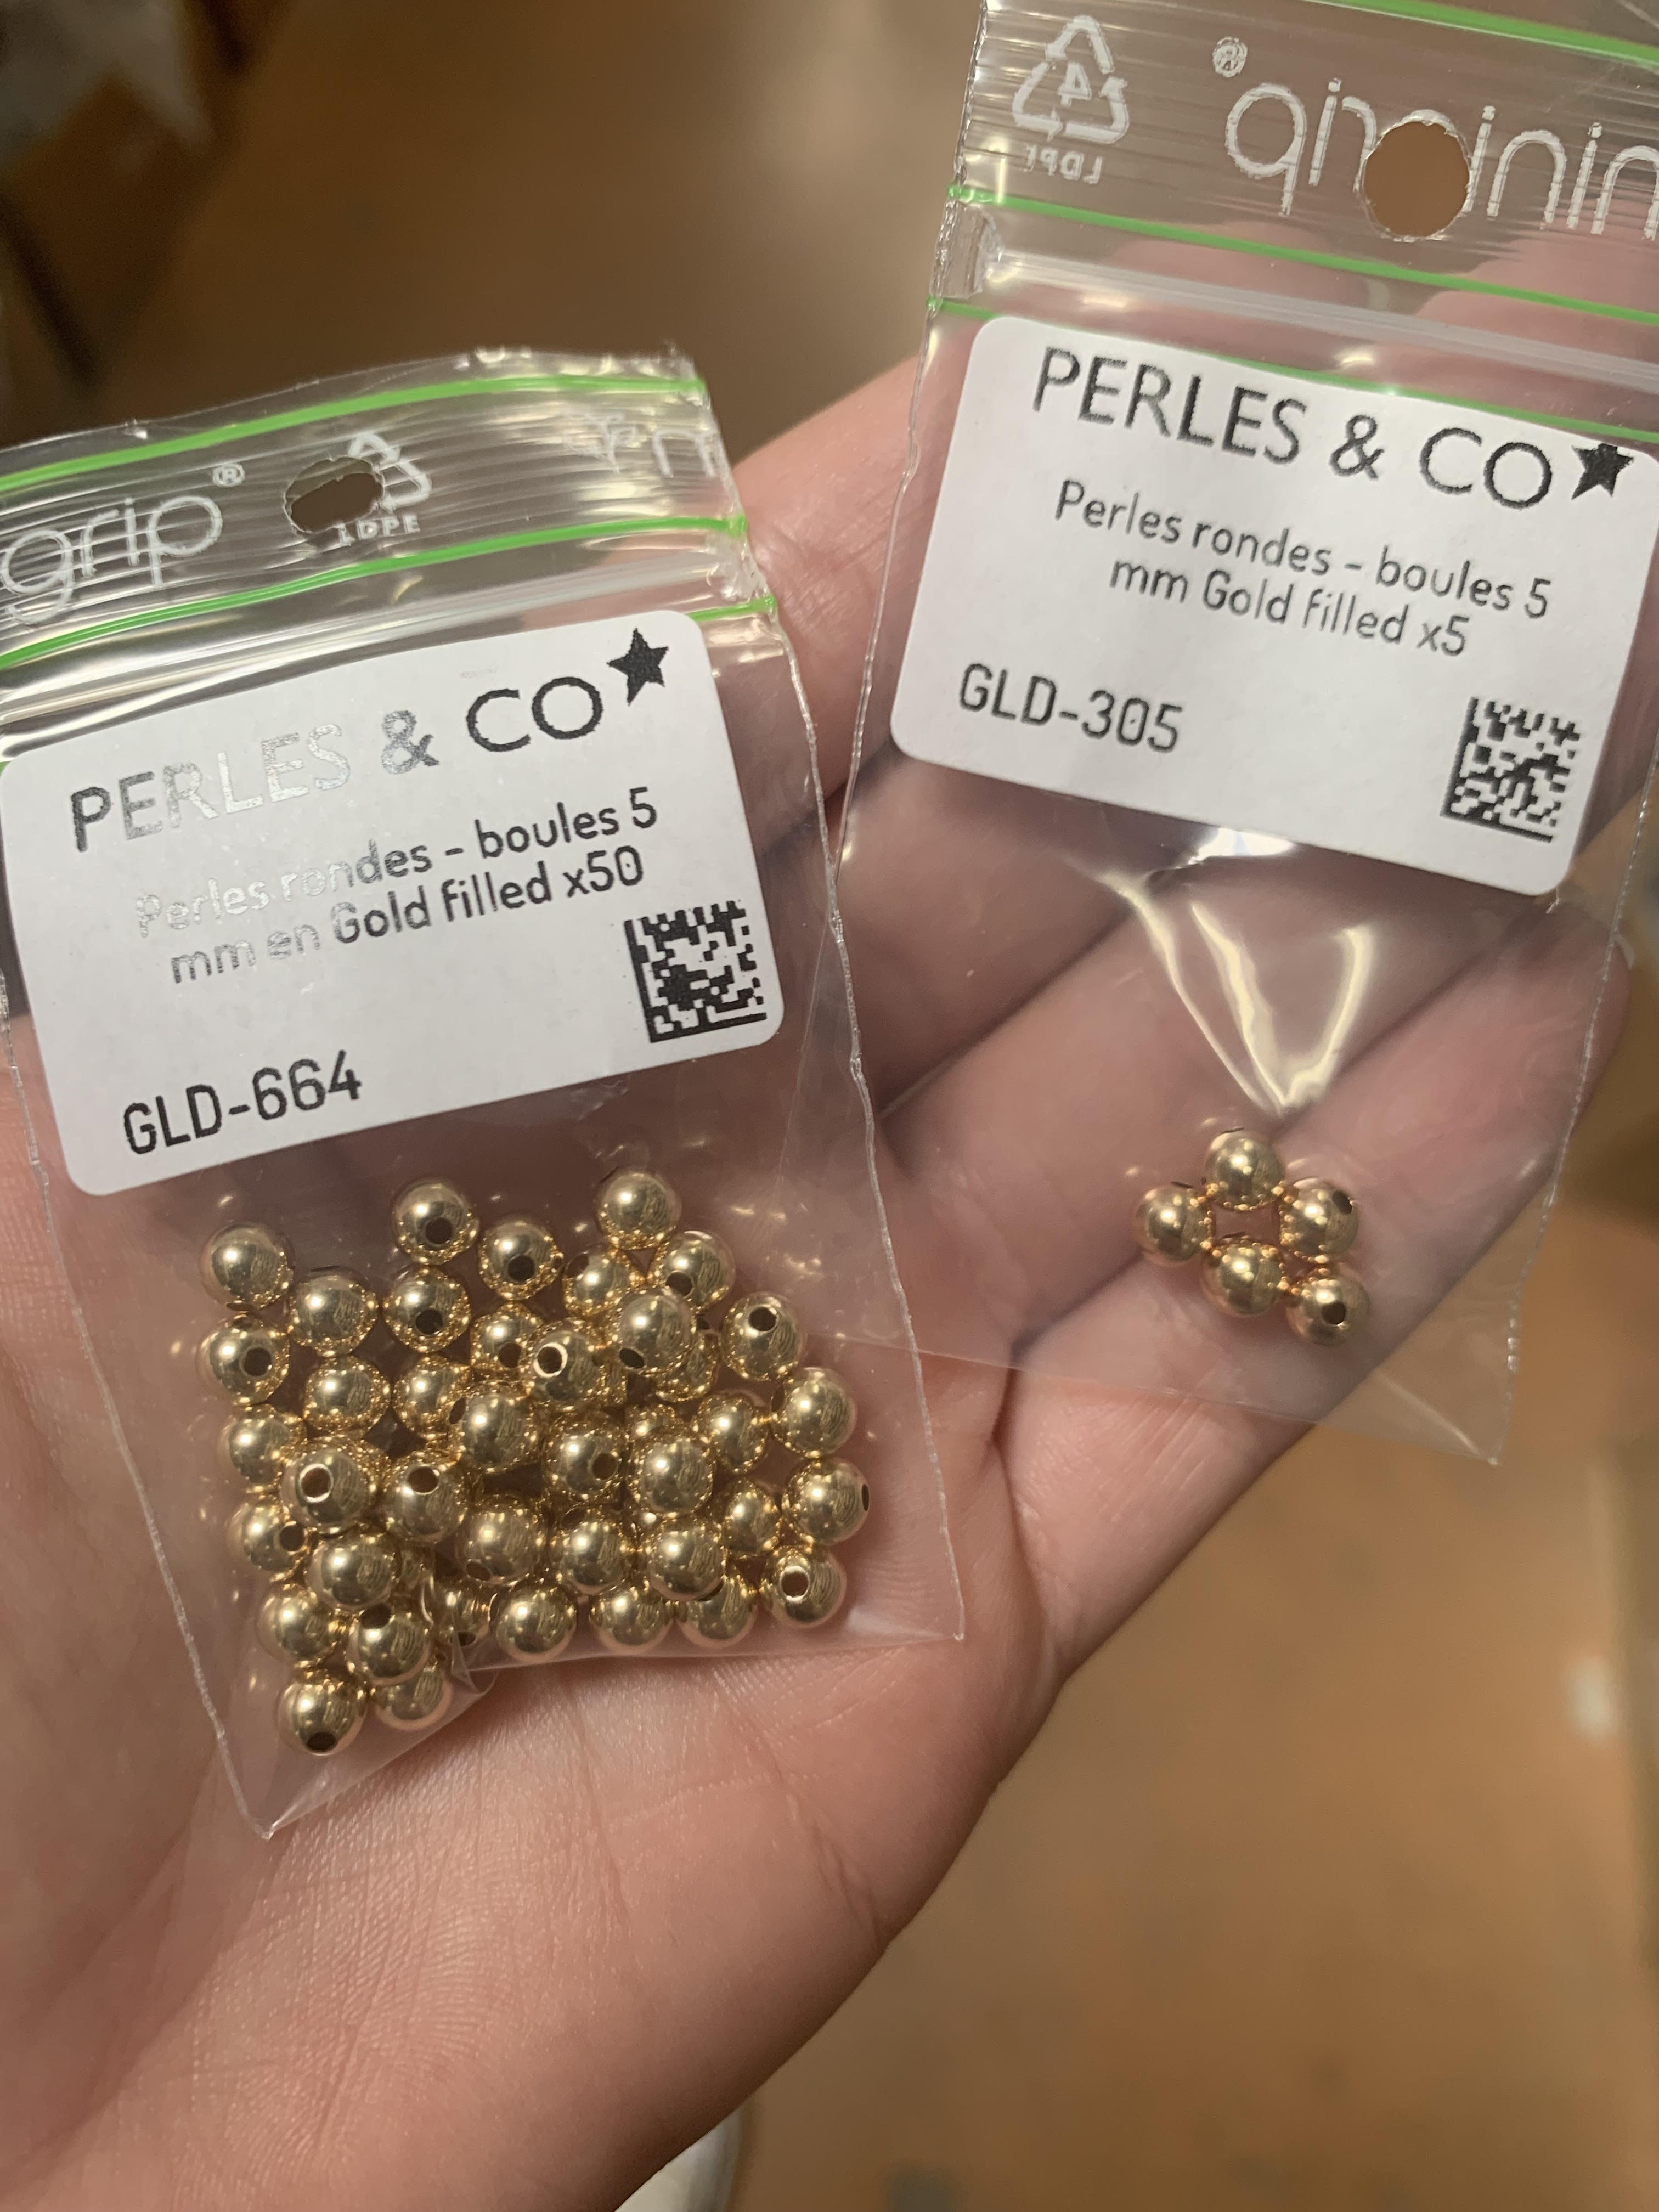 grip®
LDPE
PERLES & CO
Perles rondes - boules 5
mm en Gold filled x50
GLD-664
4
LDPE
®
PERLES & CO
Perles rondes - boules 5
mm Gold filled x5
GLD-305